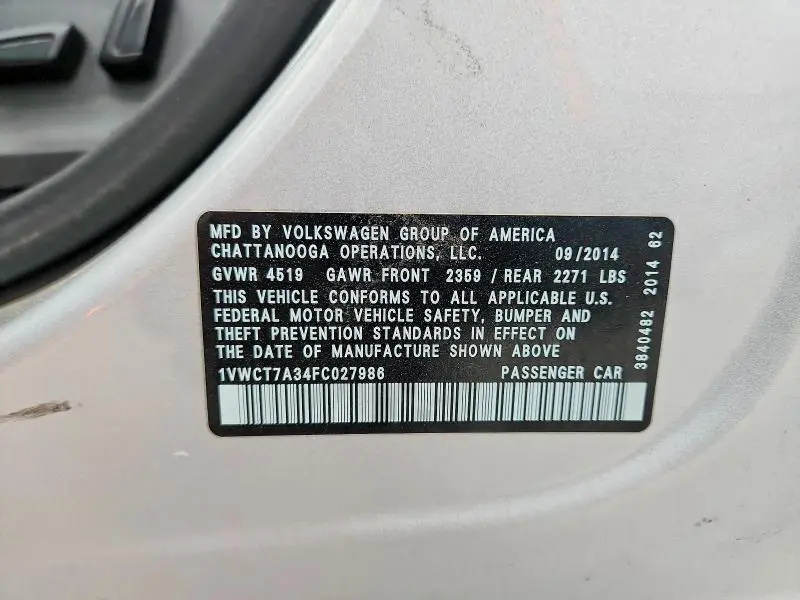 MFD BY VOLKSWAGEN GROUP OF AMERICA
CHATTANOOGA OPERATIONS, LLC. 09/2014
GVWR 4519 GAWR FRONT 2359 / REAR 2271 LBS
THIS VEHICLE CONFORMS TO ALL APPLICABLE U.S.
FEDERAL MOTOR VEHICLE SAFETY, BUMPER AND
THEFT PREVENTION STANDARDS IN EFFECT ON
THE DATE OF MANUFACTURE SHOWN ABOVE
1VWCT7A34FC027986 PASSENGER CAR
3840482 2014 62